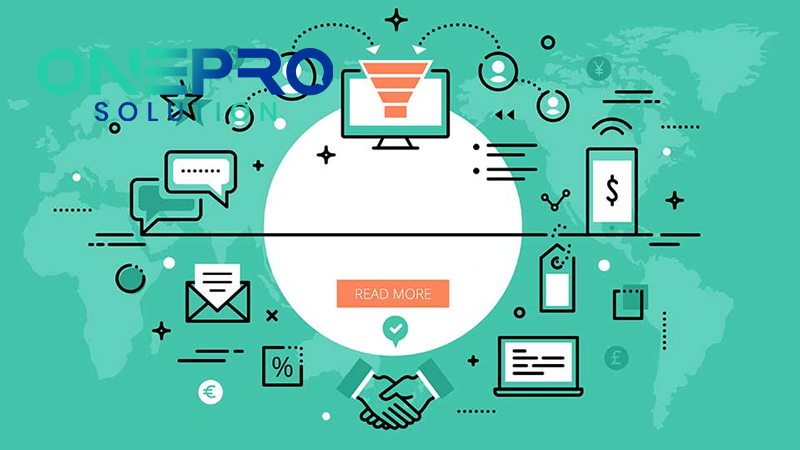 ONEPRO
SOLUTION
$
READ MORE
%
€
£
¥